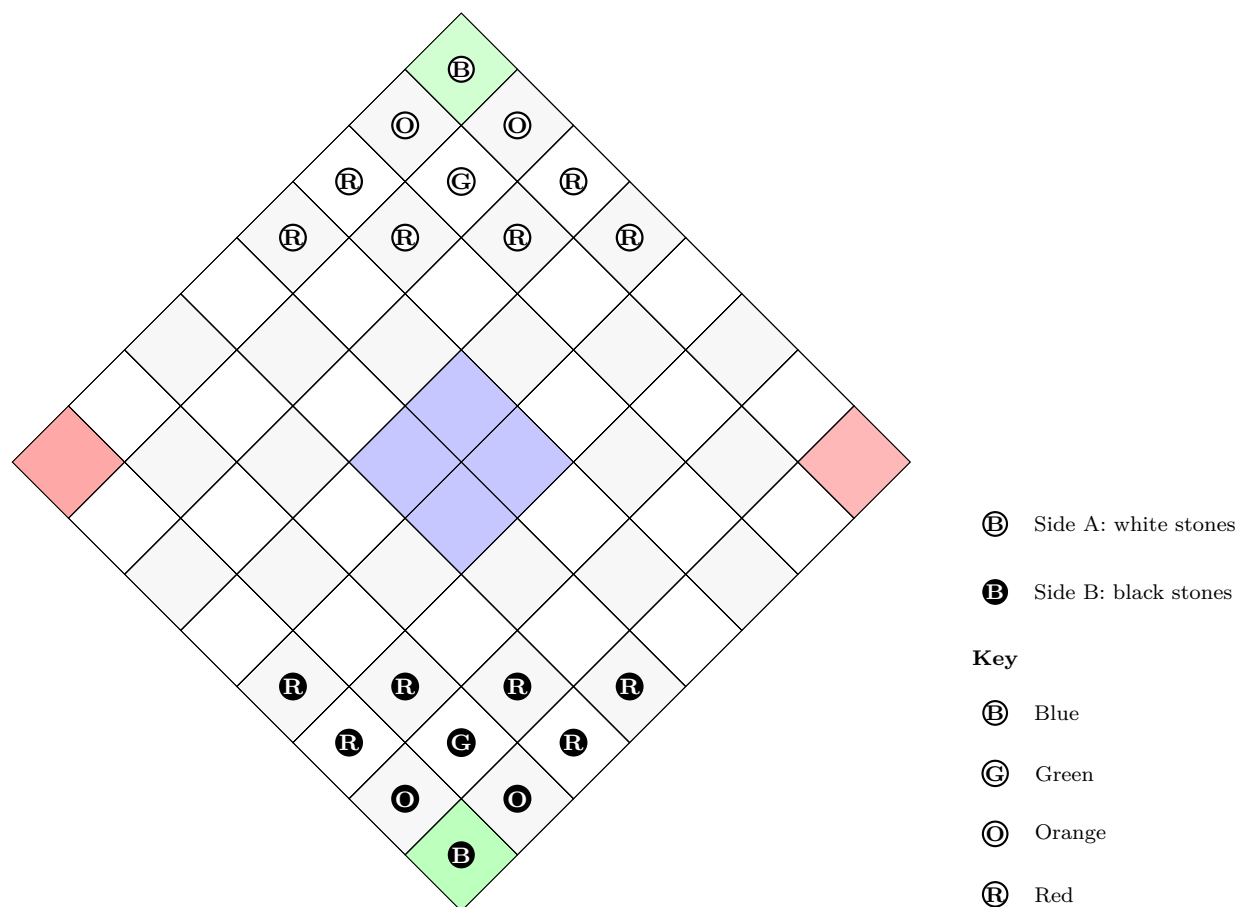 B
O O
R G R
R R R R
R R R R
R G R
O O
B
B Side A: white stones
B Side B: black stones
Key
B Blue
G Green
O Orange
R Red